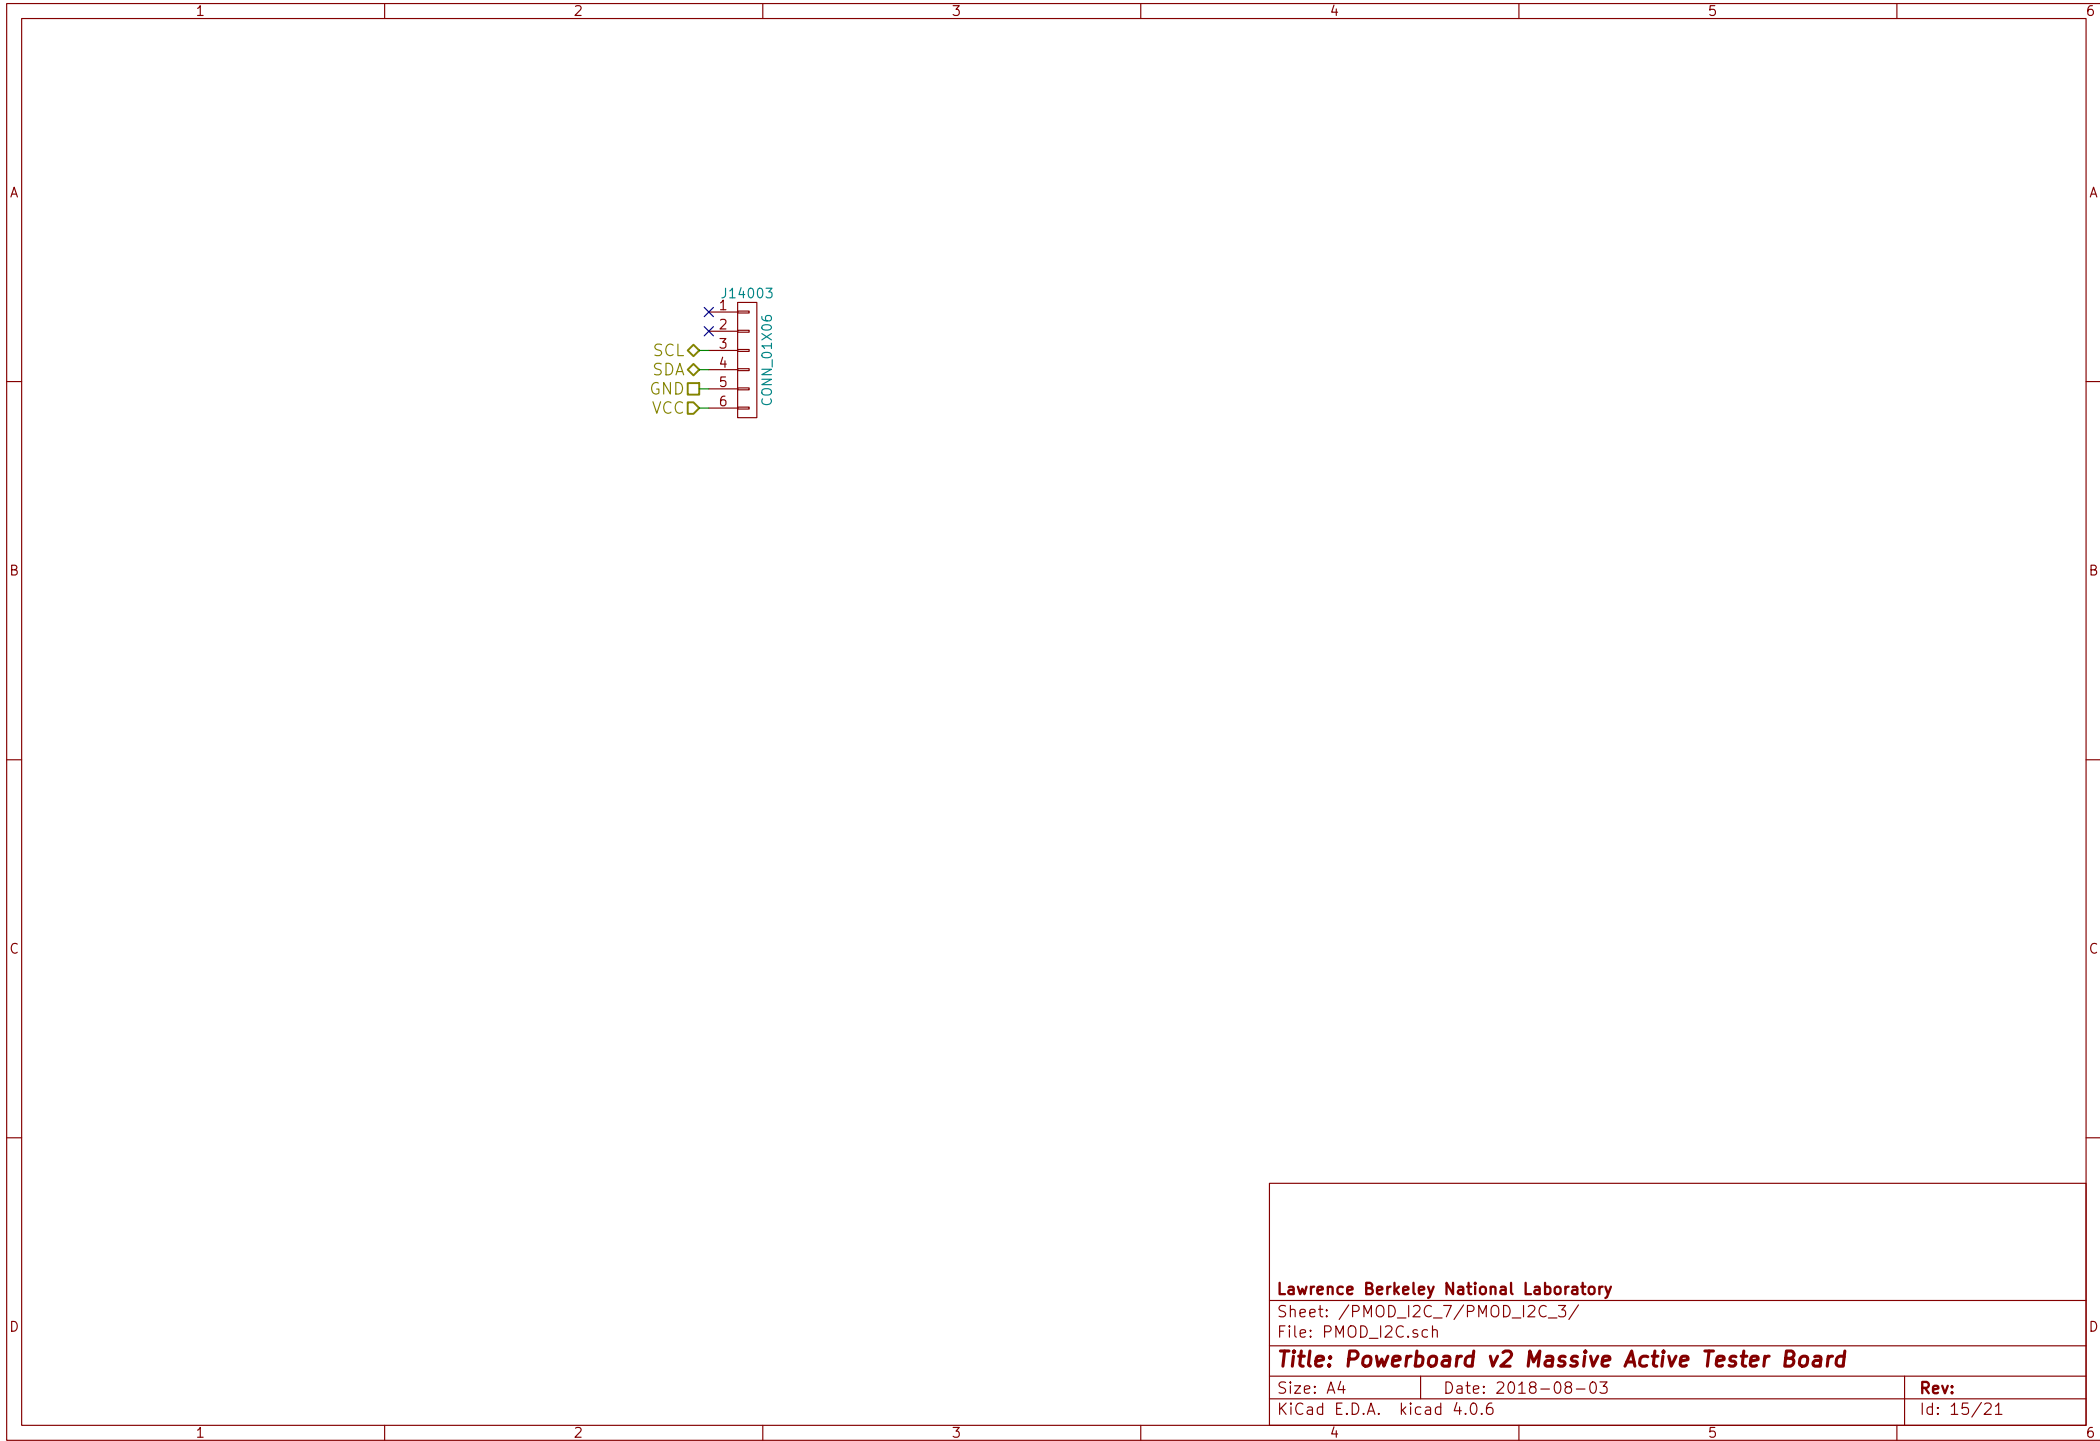 1 2 3 4 5 6
A A
J14003
1
2
SCL 3
SDA 4
GND 5
VCC 6
CONN_01X06
B B
C C
Lawrence Berkeley National Laboratory
Sheet: /PMOD_I2C_7/PMOD_I2C_3/
File: PMOD_I2C.sch
D D
Title: Powerboard v2 Massive Active Tester Board
Size: A4 Date: 2018-08-03 Rev:
KiCad E.D.A. kicad 4.0.6 Id: 15/21
1 2 3 4 5 6